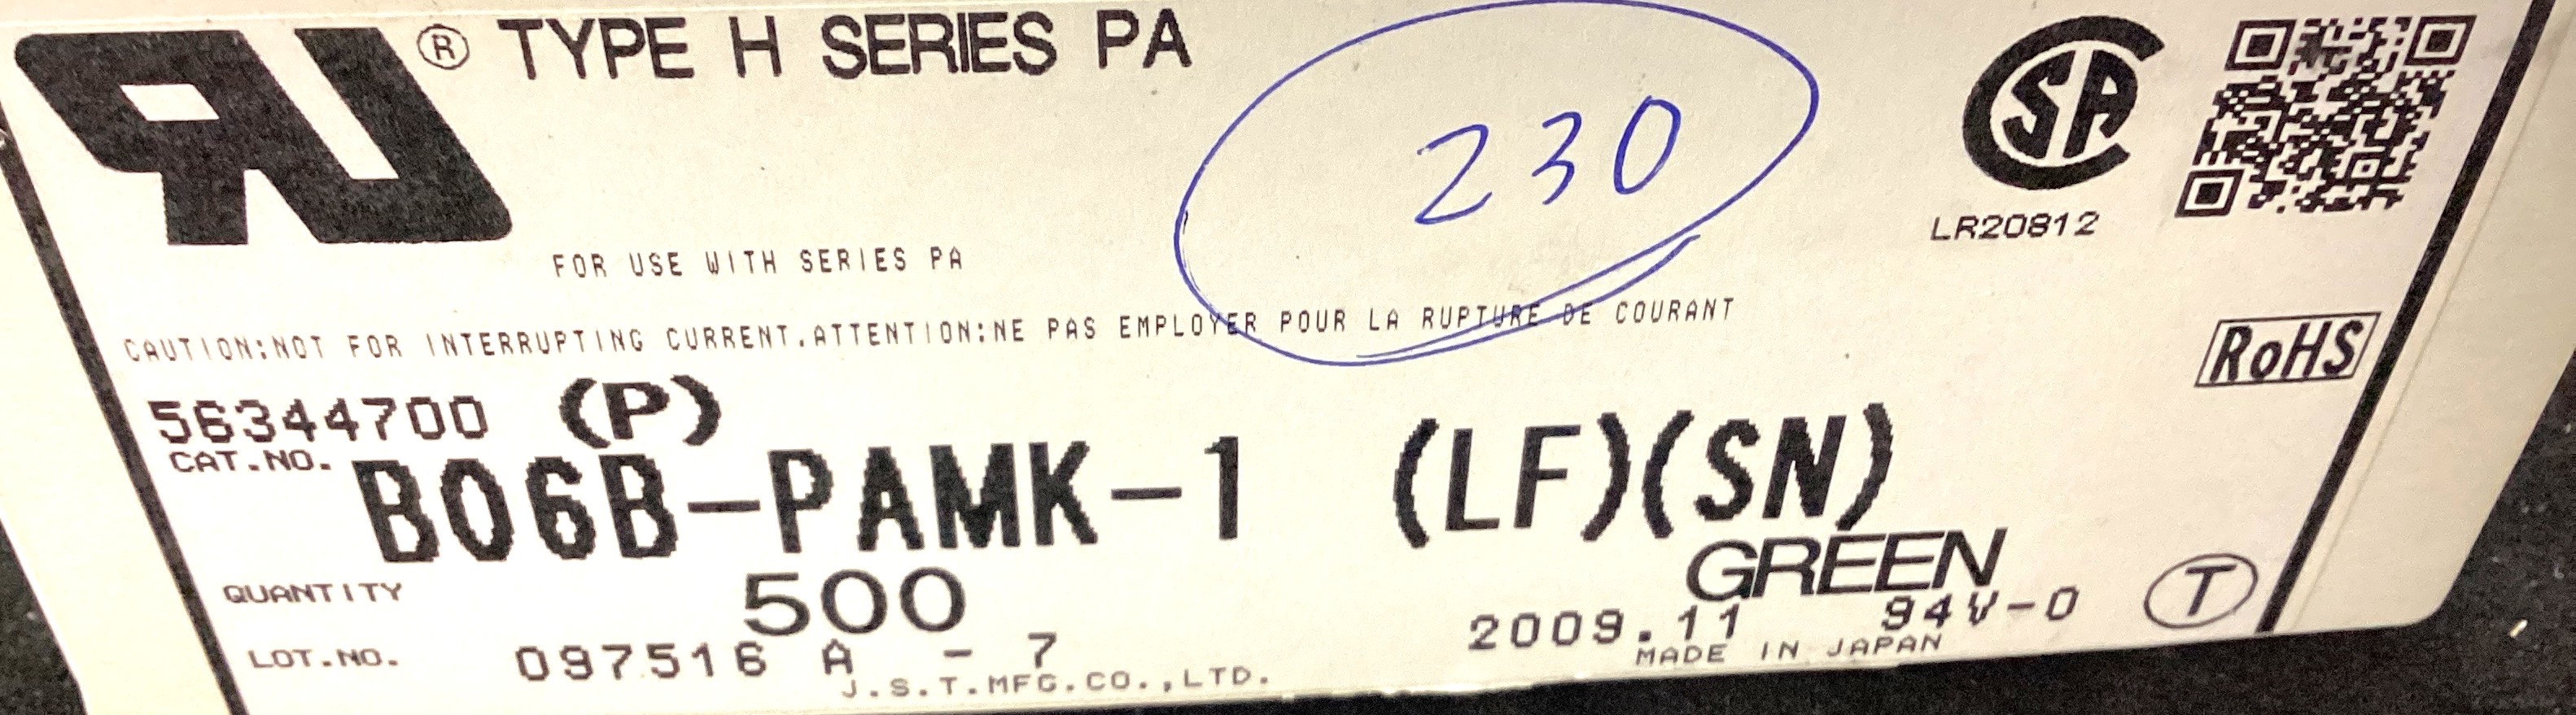 ® TYPE H SERIES PA
230
LR20812
FOR USE WITH SERIES PA
CAUTION:NOT FOR INTERRUPTING CURRENT.ATTENTION:NE PAS EMPLOYER POUR LA RUPTURE DE COURANT
RoHS
56344700 (P)
CAT.NO. B06B-PAMK-1 (LF)(SN)
GREEN
QUANTITY 500
2009.11 94V-0 T
LOT.NO. 097516 A - 7
MADE IN JAPAN
J.S.T.MFG.CO.,LTD.